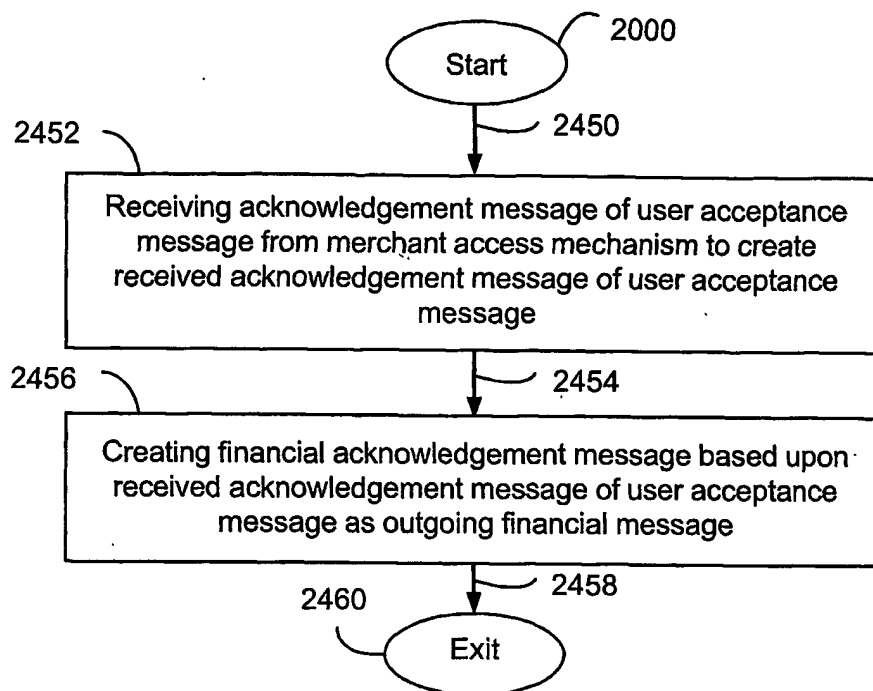 2000
Start
2450
2452
Receiving acknowledgement message of user acceptance
message from merchant access mechanism to create
received acknowledgement message of user acceptance
message
2454
2456
Creating financial acknowledgement message based upon
received acknowledgement message of user acceptance
message as outgoing financial message
2458
2460
Exit